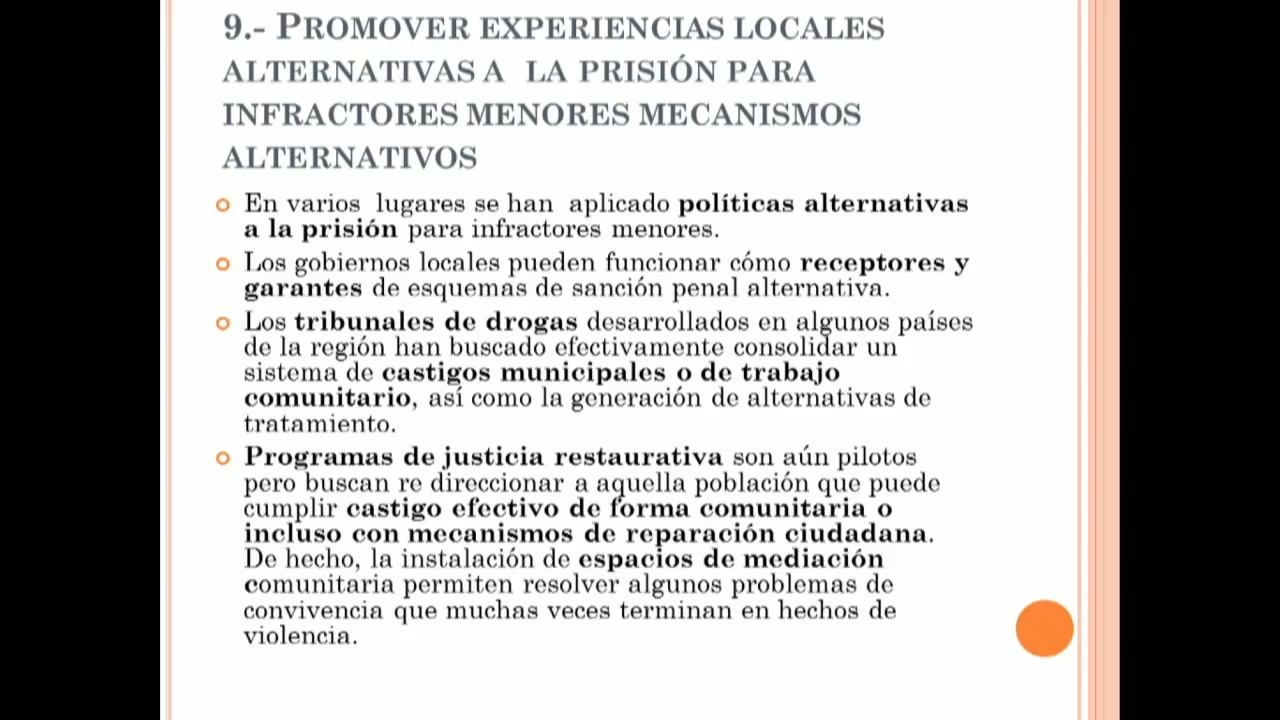 9.- PROMOVER EXPERIENCIAS LOCALES
ALTERNATIVAS A LA PRISIÓN PARA
INFRACTORES MENORES MECANISMOS
ALTERNATIVOS
En varios lugares se han aplicado políticas alternativas
a la prisión para infractores menores.
Los gobiernos locales pueden funcionar cómo receptores y
garantes de esquemas de sanción penal alternativa.
Los tribunales de drogas desarrollados en algunos países
de la región han buscado efectivamente consolidar un
sistema de castigos municipales o de trabajo
comunitario, así como la generación de alternativas de
tratamiento.
Programas de justicia restaurativa son aún pilotos
pero buscan re direccionar a aquella población que puede
cumplir castigo efectivo de forma comunitaria o
incluso con mecanismos de reparación ciudadana.
De hecho, la instalación de espacios de mediación
comunitaria permiten resolver algunos problemas de
convivencia que muchas veces terminan en hechos de
violencia.